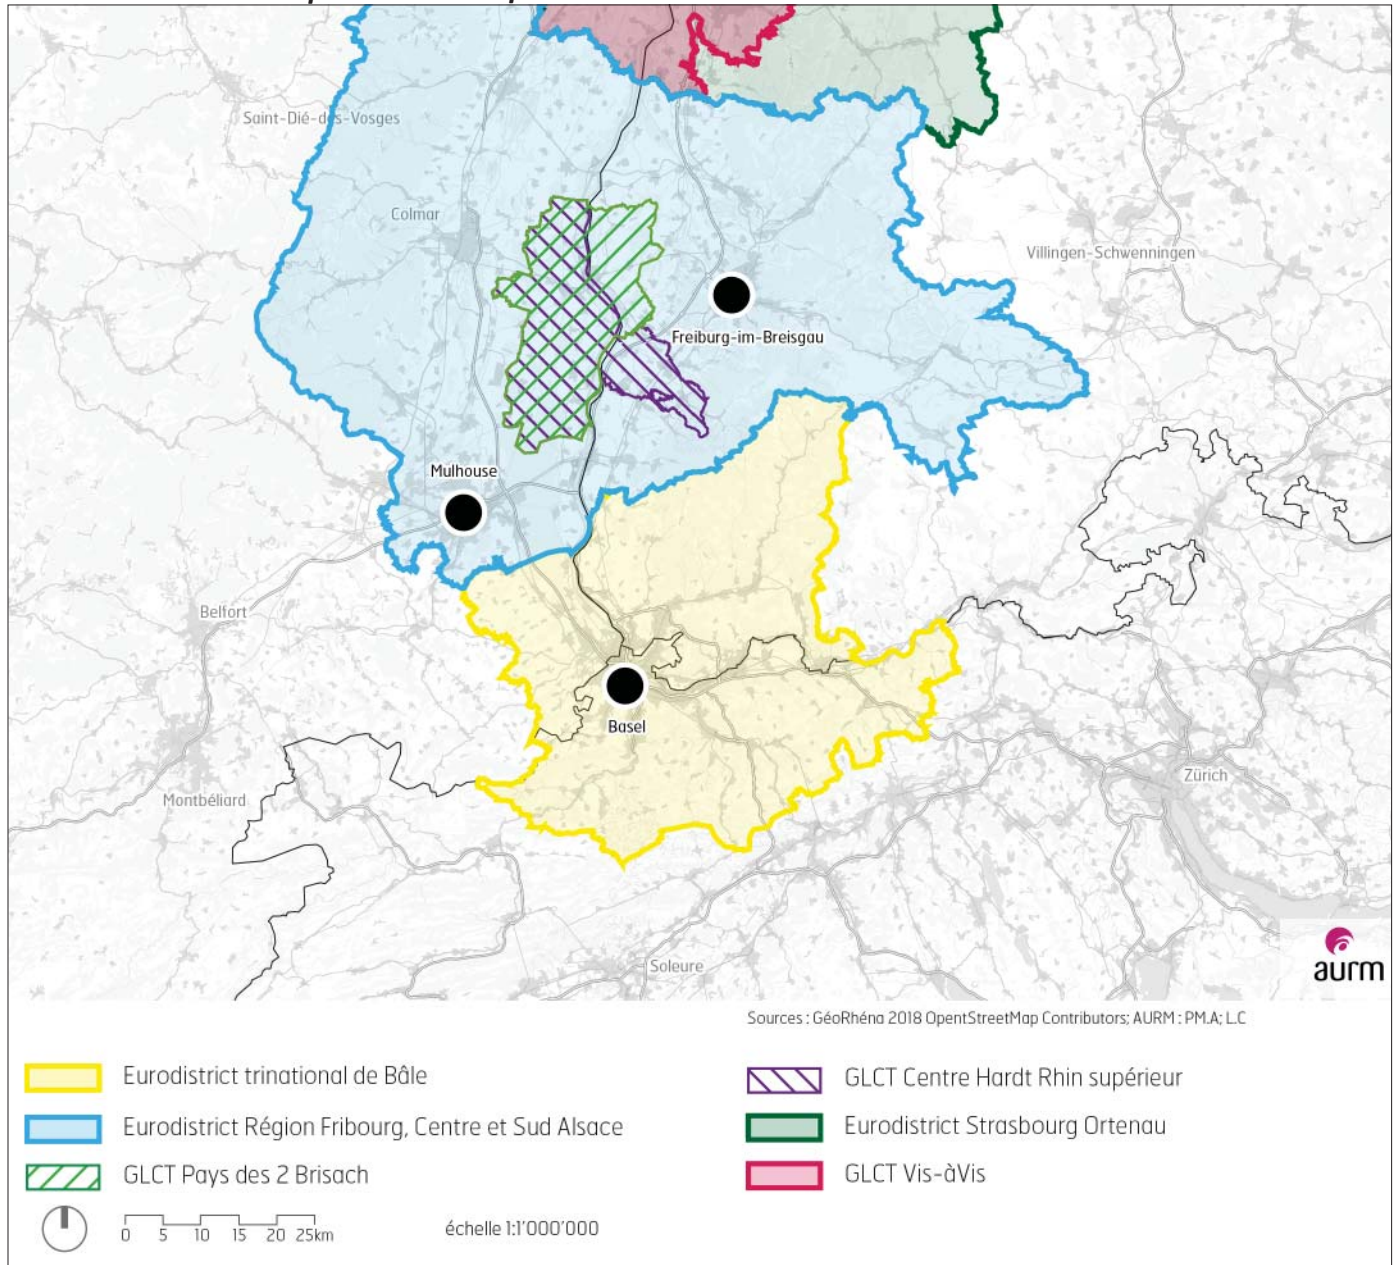 Saint-Dié-des-Vosges
Colmar
Villingen-Schwenningen
Freiburg-im-Breisgau
Mulhouse
Belfort
Basel
Zürich
Montbéliard
Soleure
aurm
Sources : GéoRhéna 2018 OpentStreetMap Contributors; AURM : PM.A; L.C
Eurodistrict trinational de Bâle
Eurodistrict Région Fribourg, Centre et Sud Alsace
GLCT Pays des 2 Brisach
GLCT Centre Hardt Rhin supérieur
Eurodistrict Strasbourg Ortenau
GLCT Vis-àVis
0 5 10 15 20 25km
échelle 1:1'000'000